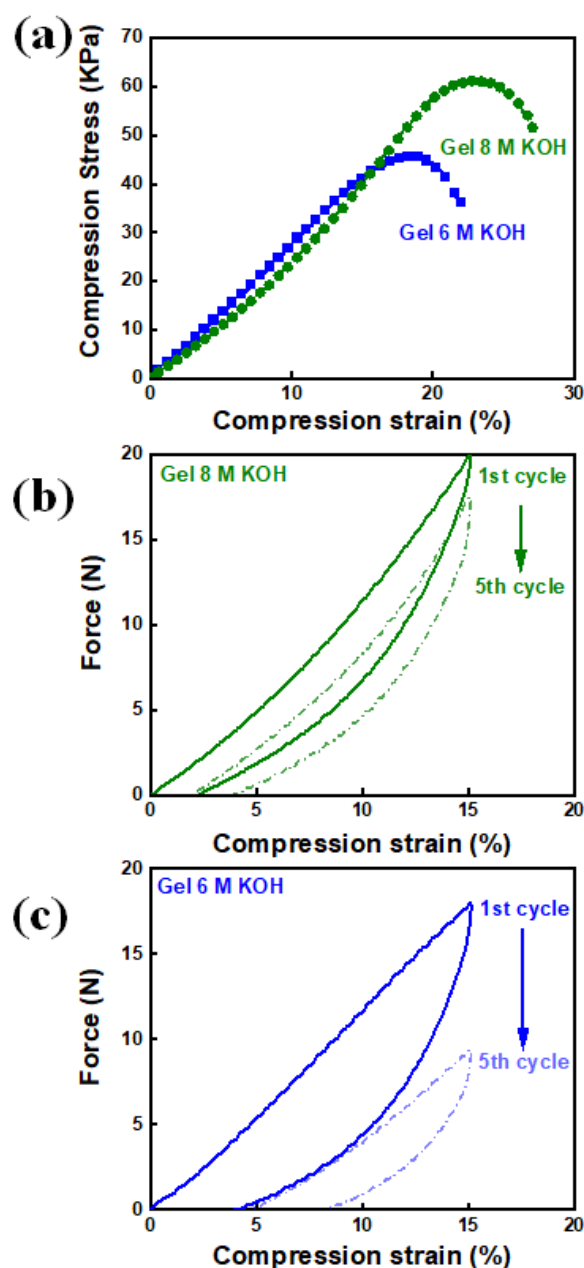 (a)
Compression Stress (KPa)
70
60
50
40
30
20
10
0
Gel 8 M KOH
Gel 6 M KOH
0 10 20 30
Compression strain (%)
(b)
Force (N)
20
15
10
5
0
Gel 8 M KOH
1st cycle
5th cycle
5 10 15 20
Compression strain (%)
(c)
Force (N)
20
15
10
5
0
Gel 6 M KOH
1st cycle
5th cycle
0 5 10 15 20
Compression strain (%)